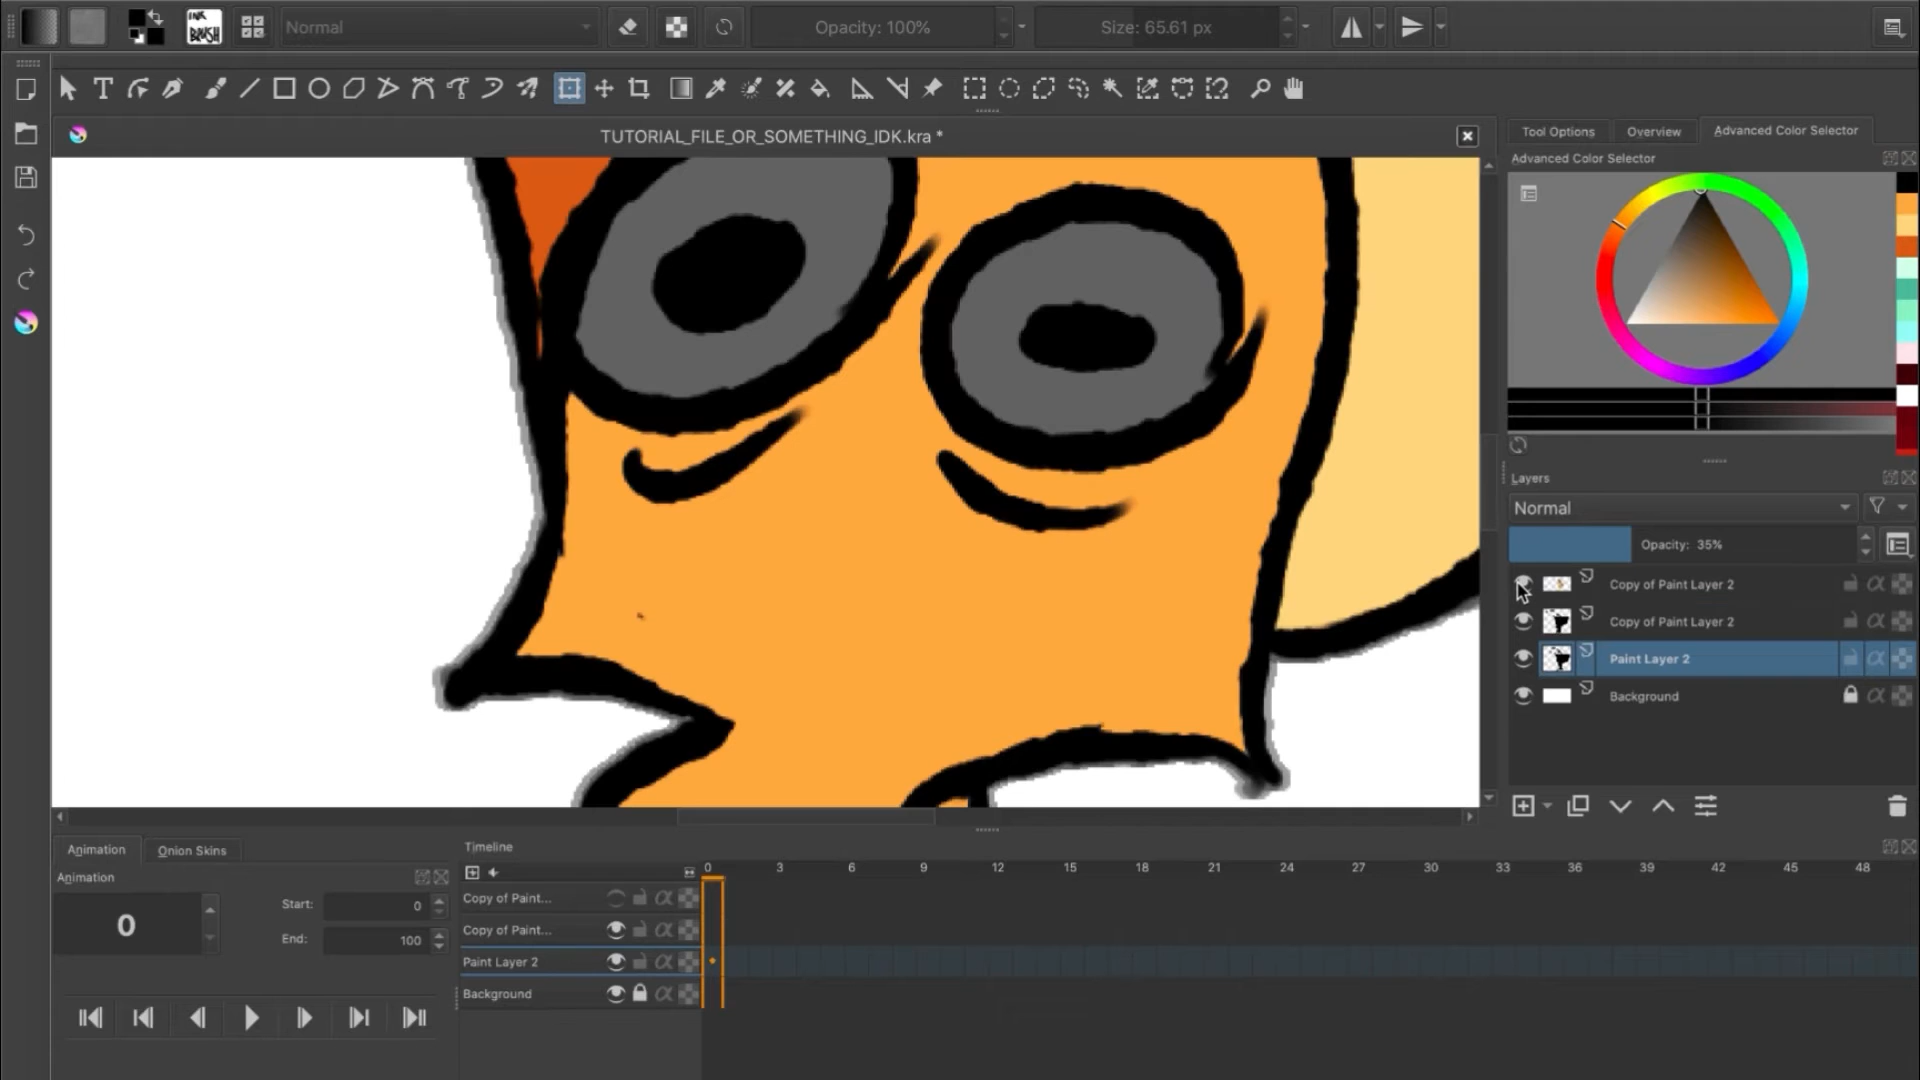 INK
BRUSH
Normal
Opacity: 100%
Size: 65.61 px
T
TUTORIAL_FILE_OR_SOMETHING_IDK.kra *
Tool Options
Overview
Advanced Color Selector
Advanced Color Selector
Layers
Normal
Opacity: 35%
Copy of Paint Layer 2
Copy of Paint Layer 2
Paint Layer 2
Background
Animation
Onion Skins
Animation
0
Start: 0
End: 100
Timeline
0 3 6 9 12 15 18 21 24 27 30 33 36 39 42 45 48
Copy of Paint...
Copy of Paint...
Paint Layer 2
Background